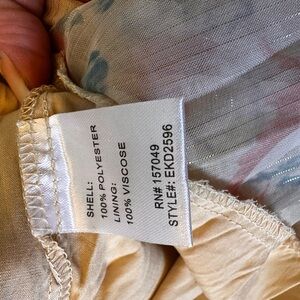 SHELL:
100% POLYESTER
LINING:
100% VISCOSE
RN# 157049
STYLE#: EKD2596